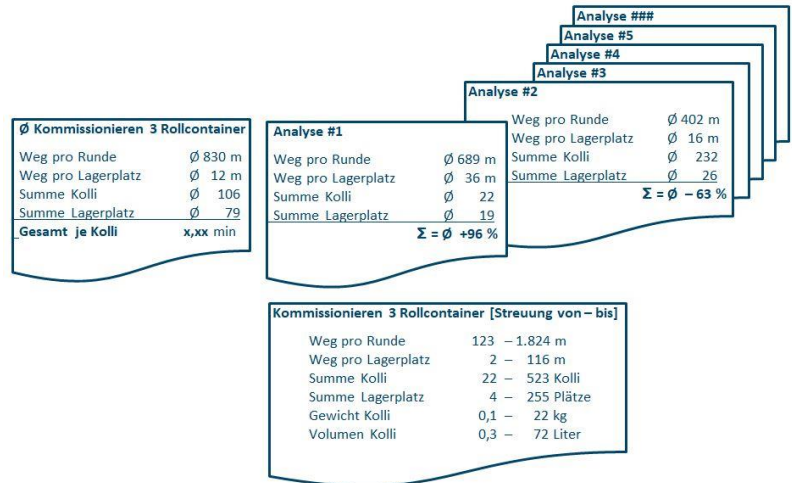 Analyse ###
Analyse #5
Analyse #4
Analyse #3
Analyse #2
Weg pro Runde Ø 402 m
Weg pro Lagerplatz Ø 16 m
Summe Kolli Ø 232
Summe Lagerplatz Ø 26
Σ = Ø – 63 %
Ø Kommissionieren 3 Rollcontainer
Weg pro Runde Ø 830 m
Weg pro Lagerplatz Ø 12 m
Summe Kolli Ø 106
Summe Lagerplatz Ø 79
Gesamt je Kolli x,xx min
Analyse #1
Weg pro Runde Ø 689 m
Weg pro Lagerplatz Ø 36 m
Summe Kolli Ø 22
Summe Lagerplatz Ø 19
Σ = Ø +96 %
Kommissionieren 3 Rollcontainer [Streuung von – bis]
Weg pro Runde 123 – 1.824 m
Weg pro Lagerplatz 2 – 116 m
Summe Kolli 22 – 523 Kolli
Summe Lagerplatz 4 – 255 Plätze
Gewicht Kolli 0,1 – 22 kg
Volumen Kolli 0,3 – 72 Liter